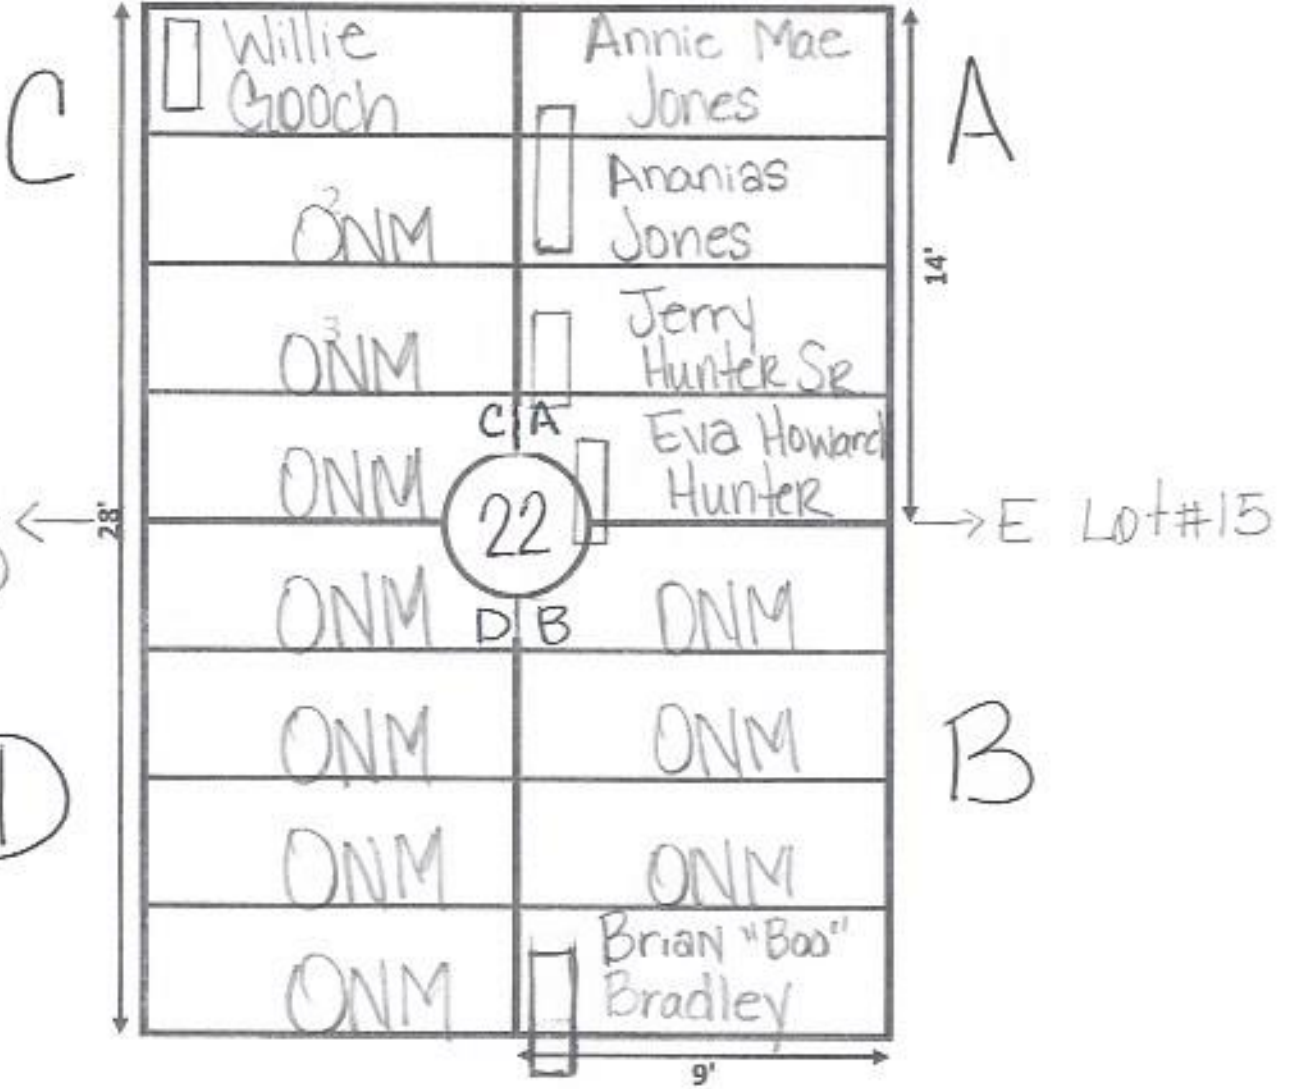 C
A
Willie
Gooch
Annie Mae
Jones
2
ONM
Ananias
Jones
14'
3
ONM
Jerry
Hunter SR
ONM
C A
Eva Howard
Hunter
28'
22
E Lot#15
ONM
D B
ONM
ONM
ONM
D
B
ONM
ONM
ONM
Brian "Boo"
Bradley
9'